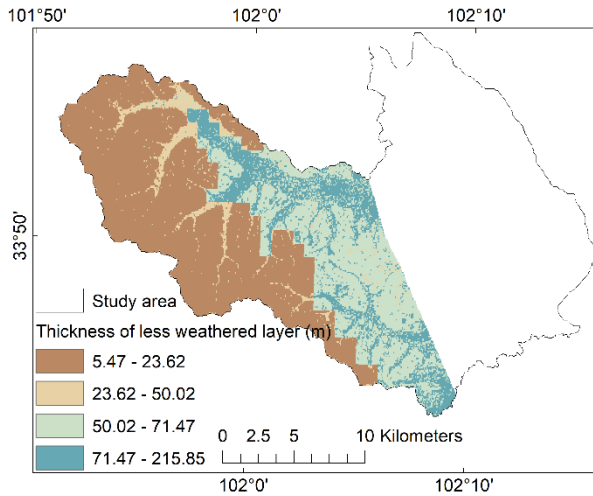 101°50' 102°0' 102°10'
33°50'
Study area
Thickness of less weathered layer (m)
5.47 - 23.62
23.62 - 50.02
50.02 - 71.47
71.47 - 215.85
0 2.5 5 10 Kilometers
102°0' 102°10'